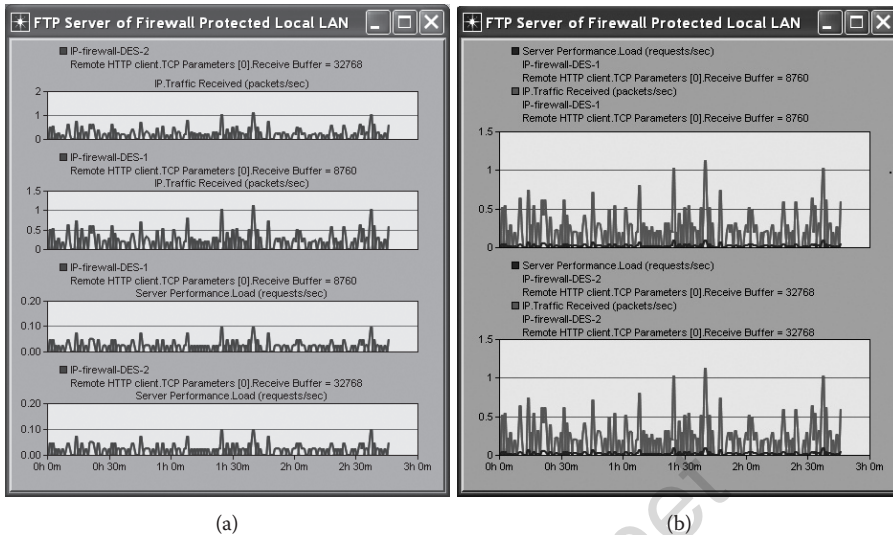 FTP Server of Firewall Protected Local LAN
IP-firewall-DES-2
Remote HTTP client.TCP Parameters [0].Receive Buffer = 32768
IP.Traffic Received (packets/sec)
2
1
0
IP-firewall-DES-1
Remote HTTP client.TCP Parameters [0].Receive Buffer = 8760
IP.Traffic Received (packets/sec)
1.5
1
0.5
0
IP-firewall-DES-1
Remote HTTP client.TCP Parameters [0].Receive Buffer = 8760
Server Performance.Load (requests/sec)
0.20
0.10
0.00
IP-firewall-DES-2
Remote HTTP client.TCP Parameters [0].Receive Buffer = 32768
Server Performance.Load (requests/sec)
0.20
0.10
0.00
0h 0m 0h 30m 1h 0m 1h 30m 2h 0m 2h 30m 3h 0m
(a)
FTP Server of Firewall Protected Local LAN
Server Performance.Load (requests/sec)
IP-firewall-DES-1
Remote HTTP client.TCP Parameters [0].Receive Buffer = 8760
IP.Traffic Received (packets/sec)
IP-firewall-DES-1
Remote HTTP client.TCP Parameters [0].Receive Buffer = 8760
1.5
1
0.5
0
Server Performance.Load (requests/sec)
IP-firewall-DES-2
Remote HTTP client.TCP Parameters [0].Receive Buffer = 32768
IP.Traffic Received (packets/sec)
IP-firewall-DES-2
Remote HTTP client.TCP Parameters [0].Receive Buffer = 32768
1.5
1
0.5
0
0h 0m 0h 30m 1h 0m 1h 30m 2h 0m 2h 30m 3h 0m
(b)